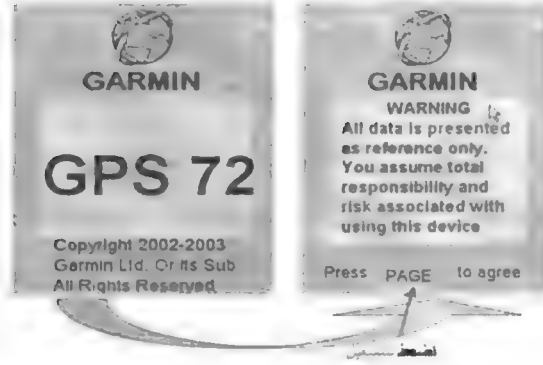 GARMIN
GPS 72
Copyright 2002-2003
Garmin Ltd. Or its Sub
All Rights Reserved
GARMIN
WARNING
All data is presented
as reference only.
You assume total
responsibility and
risk associated with
using this device
Press PAGE to agree